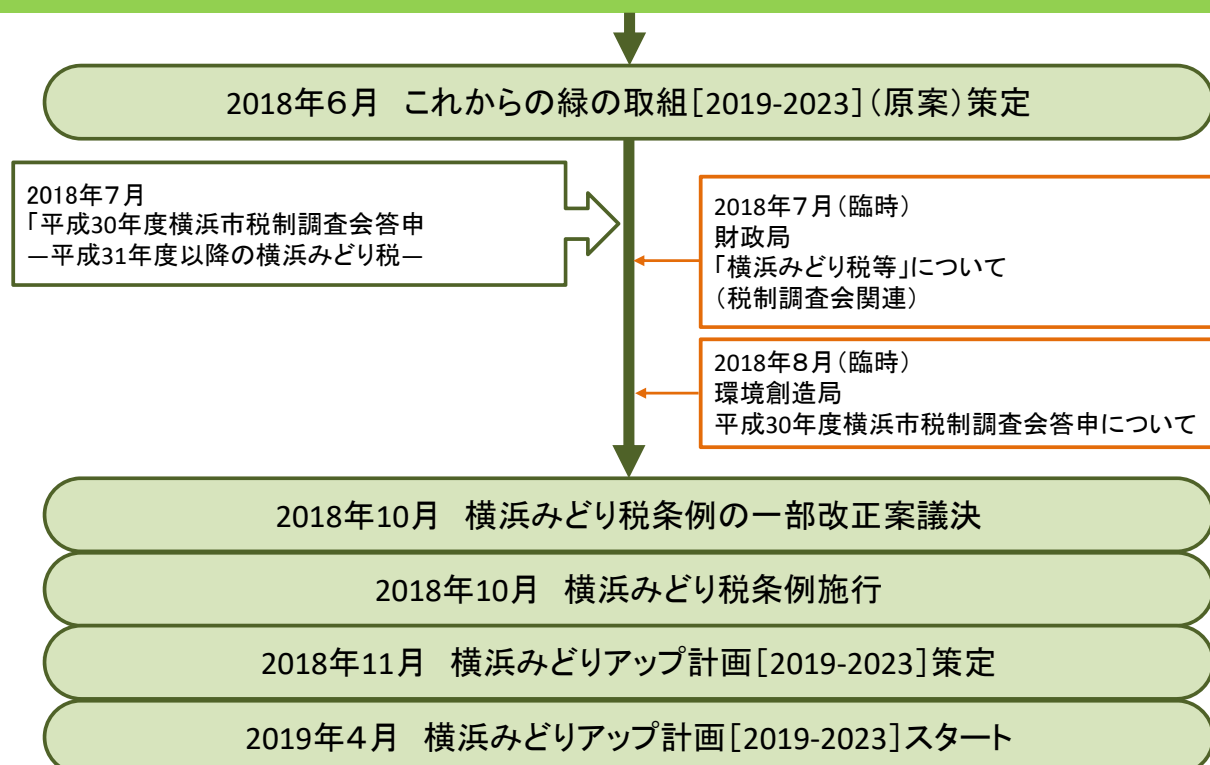 2018年６月　これからの緑の取組［2019-2023］（原案）策定
2018年７月
「平成30年度横浜市税制調査会答申
―平成31年度以降の横浜みどり税―
2018年７月（臨時）
財政局
「横浜みどり税等」について
（税制調査会関連）
2018年８月（臨時）
環境創造局
平成30年度横浜市税制調査会答申について
2018年10月　横浜みどり税条例の一部改正案議決
2018年10月　横浜みどり税条例施行
2018年11月　横浜みどりアップ計画［2019-2023］策定
2019年４月　横浜みどりアップ計画［2019-2023］スタート